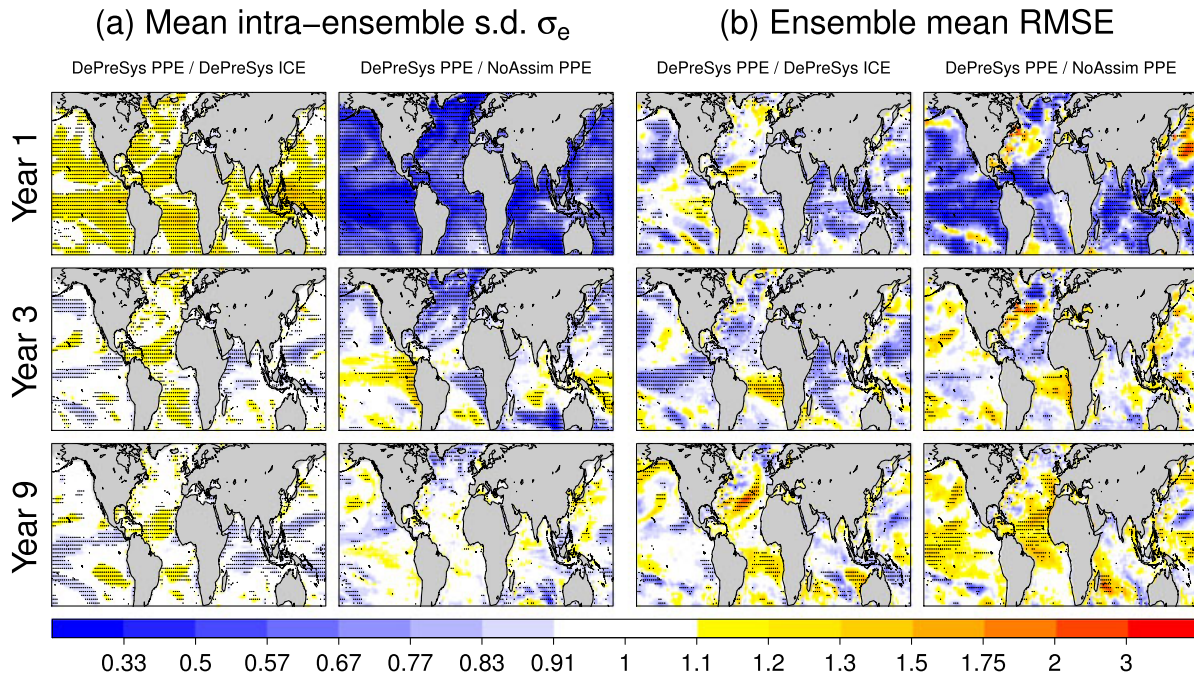 (a) Mean intra−ensemble s.d. σe
(b) Ensemble mean RMSE
DePreSys PPE / DePreSys ICE
DePreSys PPE / NoAssim PPE
DePreSys PPE / DePreSys ICE
DePreSys PPE / NoAssim PPE
Year 1
Year 3
Year 9
0.33 0.5 0.57 0.67 0.77 0.83 0.91 1 1.1 1.2 1.3 1.5 1.75 2 3